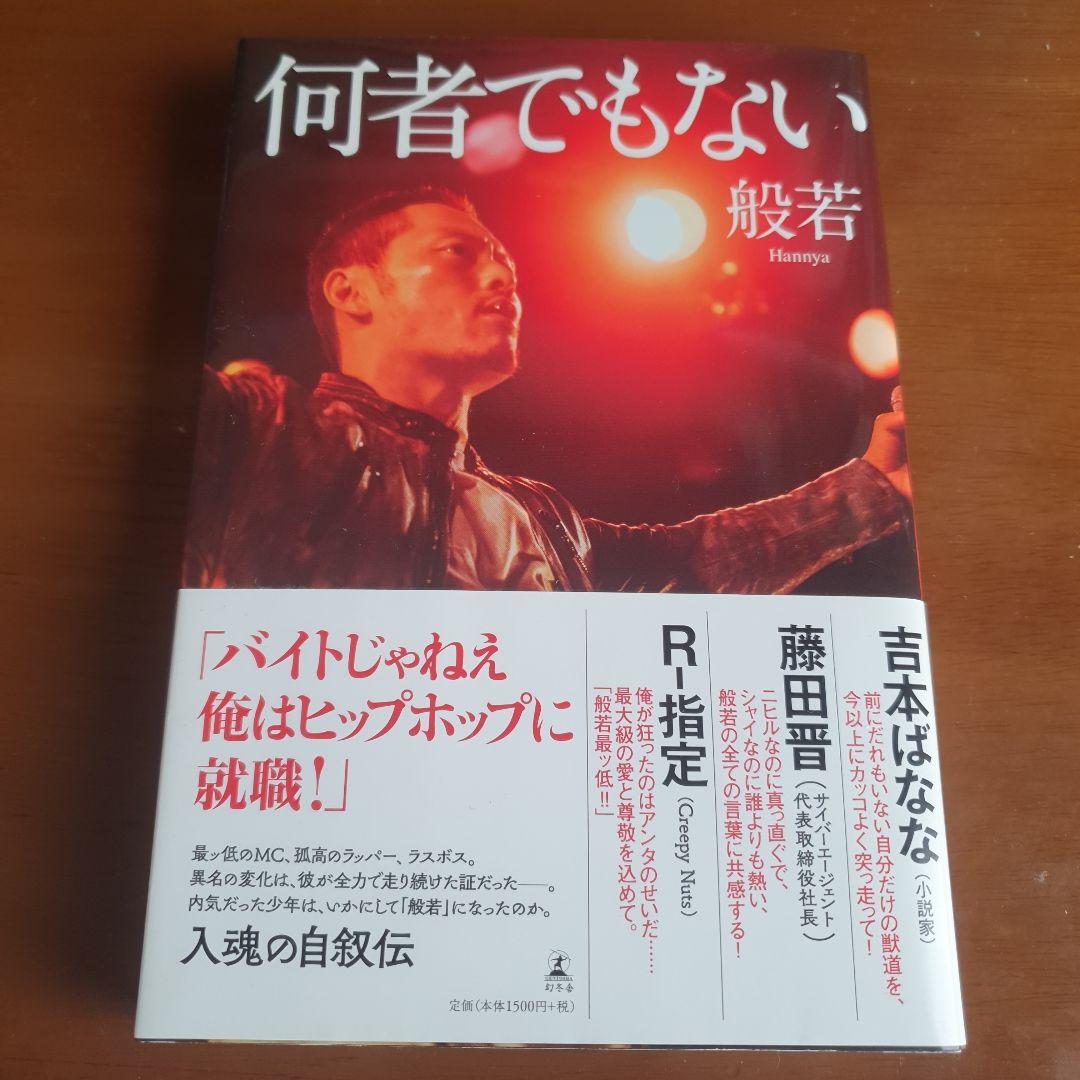 何者でもない
般若
Hannya
「バイトじゃねえ
俺はヒップホップに
就職！」
最ッ低のMC、孤高のラッパー、ラスボス。
異名の変化は、彼が全力で走り続けた証だった――。
内気だった少年は、いかにして「般若」になったのか。
入魂の自叙伝
GENTOSHA
幻冬舎
定価（本体1500円+税）
吉本ばなな（小説家）
前にだれもいない自分だけの獣道を、
今以上にカッコよく突っ走って！
藤田晋（サイバーエージェント
代表取締役社長）
ニヒルなのに真っ直ぐで、
シャイなのに誰よりも熱い、
般若の全ての言葉に共感する！
R-指定（Creepy Nuts）
俺が狂ったのはアンタのせいだ……
最大級の愛と尊敬を込めて。
「般若最ッ低!!」